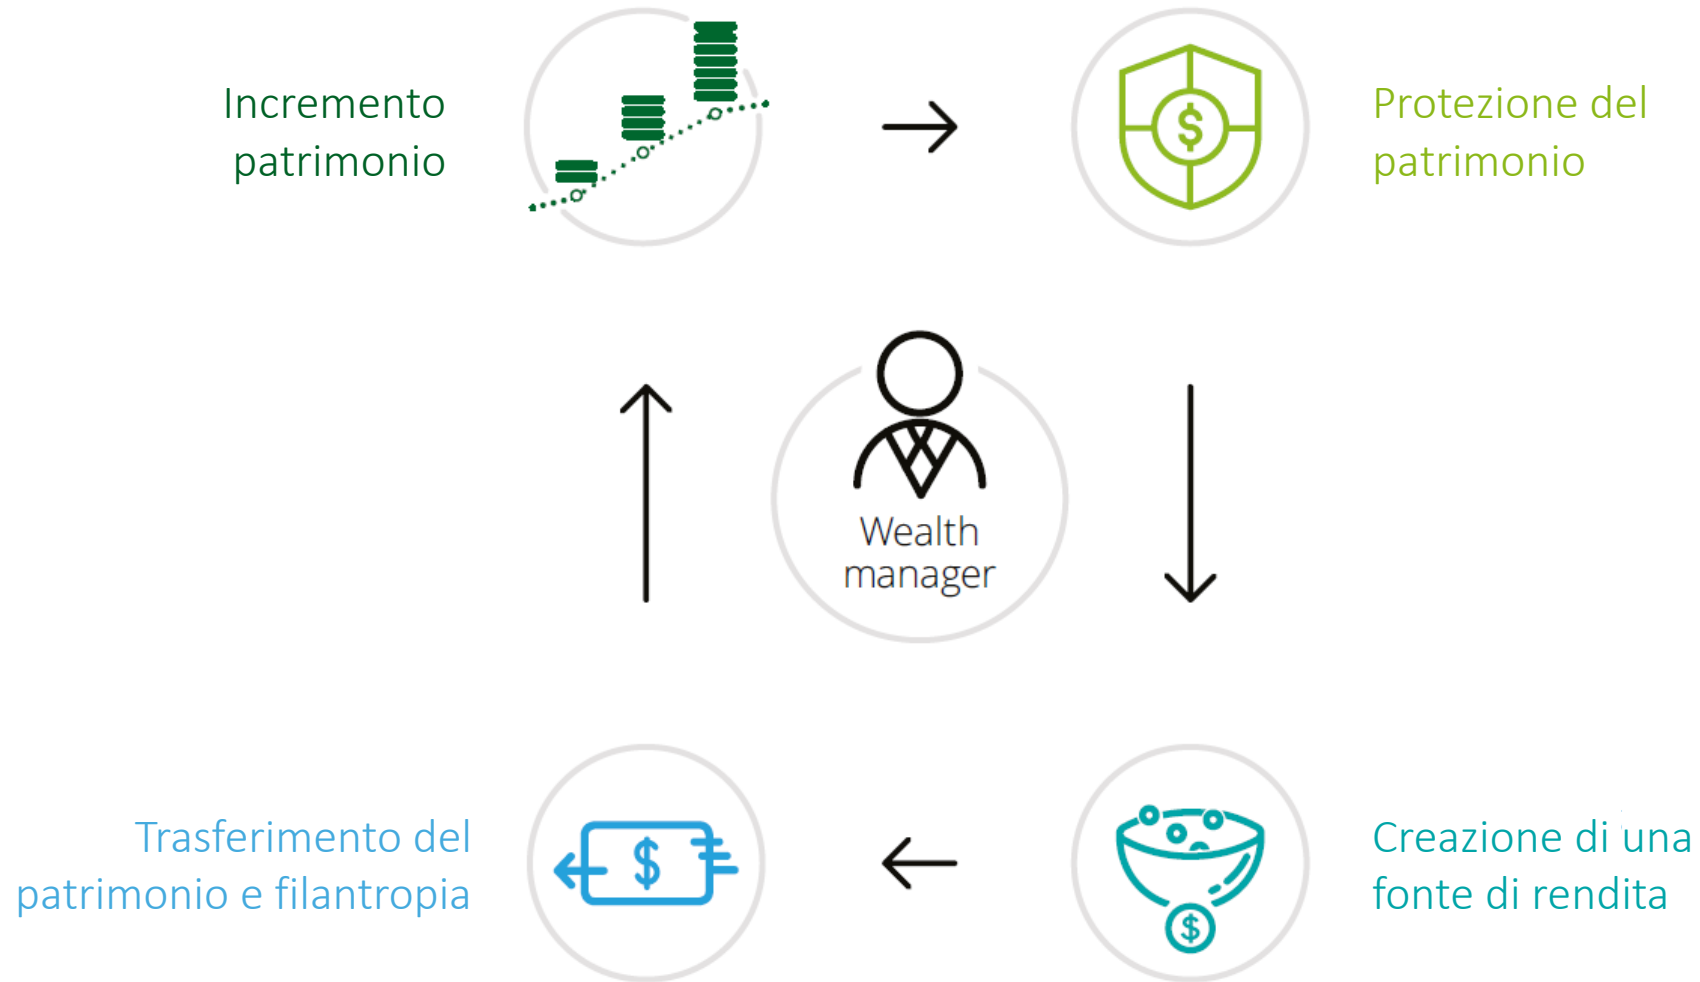 Incremento
patrimonio
$
Protezione del
patrimonio
Wealth
manager
Trasferimento del
patrimonio e filantropia
$
$
Creazione di una
fonte di rendita